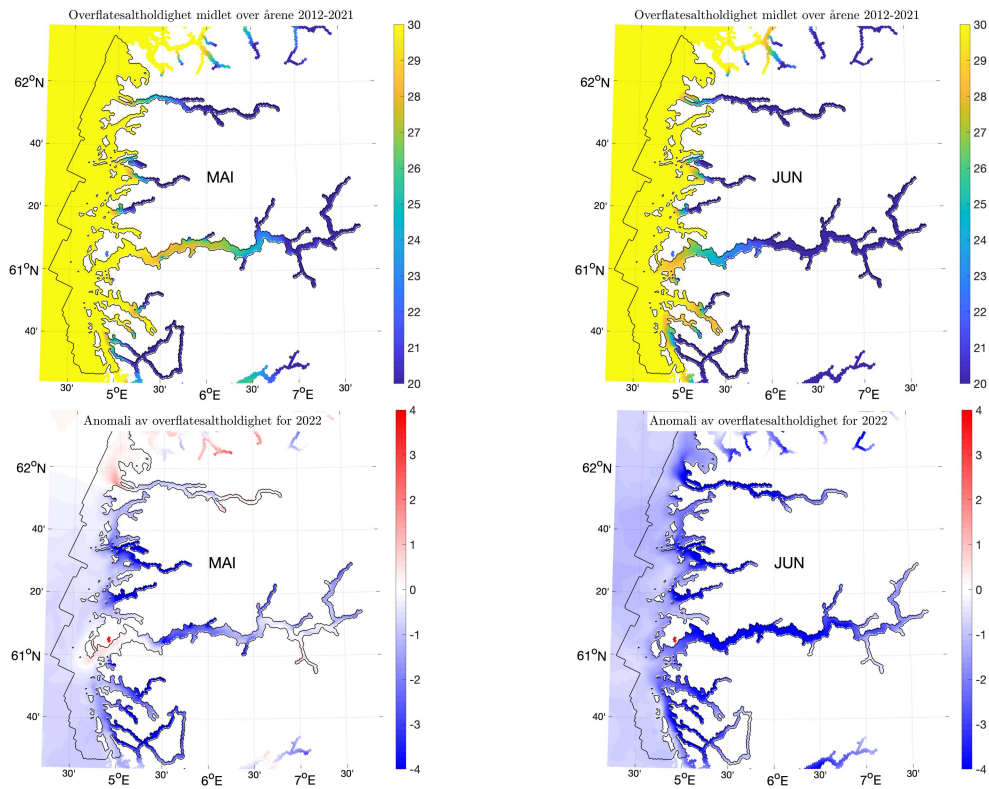 Overflatesaltholdighet midlet over årene 2012-2021
62°N
40'
20'
61°N
40'
MAI
30'
5°E
30'
6°E
30'
7°E
30'
30
29
28
27
26
25
24
23
22
21
20
Overflatesaltholdighet midlet over årene 2012-2021
62°N
40'
20'
61°N
40'
JUN
30'
5°E
30'
6°E
30'
7°E
30'
30
29
28
27
26
25
24
23
22
21
20
Anomali av overflatesaltholdighet for 2022
62°N
40'
20'
61°N
40'
MAI
30'
5°E
30'
6°E
30'
7°E
30'
4
3
2
1
0
-1
-2
-3
-4
Anomali av overflatesaltholdighet for 2022
62°N
40'
20'
61°N
40'
JUN
30'
5°E
30'
6°E
30'
7°E
30'
4
3
2
1
0
-1
-2
-3
-4